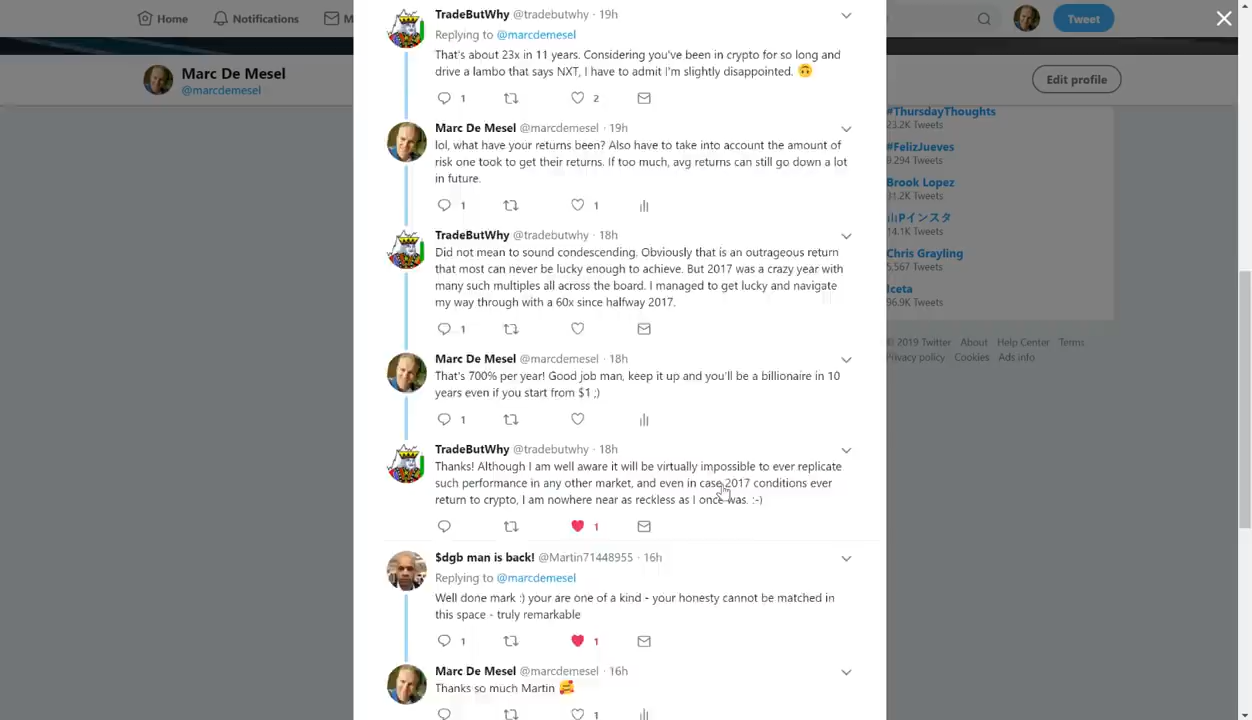 Home
Notifications
M
Tweet
Marc De Mesel
@marcdemesel
Edit profile
TradeButWhy @tradebutwhy · 19h
Replying to @marcdemesel
That's about 23x in 11 years. Considering you've been in crypto for so long and
drive a lambo that says NXT, I have to admit I'm slightly disappointed. 🙃
1 2
Marc De Mesel @marcdemesel · 19h
lol, what have your returns been? Also have to take into account the amount of
risk one took to get their returns. If too much, avg returns can still go down a lot
in future.
1 1
TradeButWhy @tradebutwhy · 18h
Did not mean to sound condescending. Obviously that is an outrageous return
that most can never be lucky enough to achieve. But 2017 was a crazy year with
many such multiples all across the board. I managed to get lucky and navigate
my way through with a 60x since halfway 2017.
1
Marc De Mesel @marcdemesel · 18h
That's 700% per year! Good job man, keep it up and you'll be a billionaire in 10
years even if you start from $1 ;)
1
TradeButWhy @tradebutwhy · 18h
Thanks! Although I am well aware it will be virtually impossible to ever replicate
such performance in any other market, and even in case 2017 conditions ever
return to crypto, I am nowhere near as reckless as I once was. :-)
1
$dgb man is back! @Martin71448955 · 16h
Replying to @marcdemesel
Well done mark :) your are one of a kind - your honesty cannot be matched in
this space - truly remarkable
1 1
Marc De Mesel @marcdemesel · 16h
Thanks so much Martin 🥰
1
#ThursdayThoughts
23.2K Tweets
#FelizJueves
9,294 Tweets
Brook Lopez
31.2K Tweets
山Pインスタ
14.1K Tweets
Chris Grayling
5,567 Tweets
Iceta
96.9K Tweets
© 2019 Twitter About Help Center Terms
Privacy policy Cookies Ads info